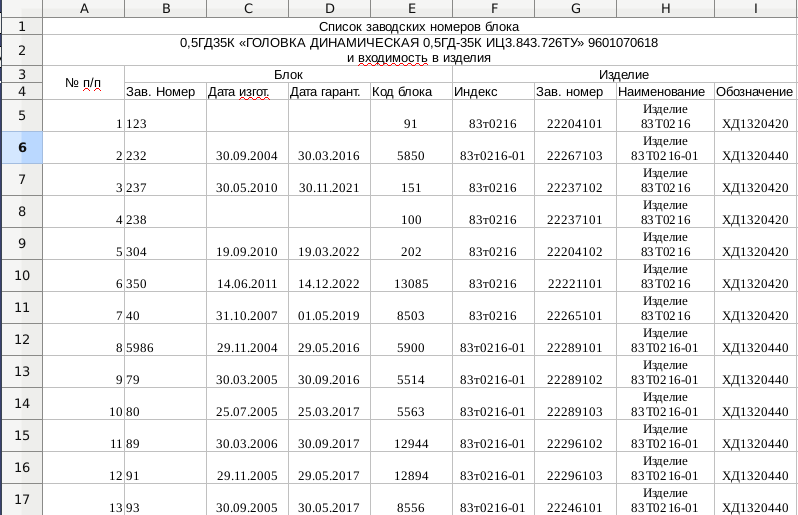 A B C D E F G H I
1 Список заводских номеров блока
2 0,5ГД35К «ГОЛОВКА ДИНАМИЧЕСКАЯ 0,5ГД-35К ИЦ3.843.726ТУ» 9601070618
и входимость в изделия
3 № п/п Блок Изделие
4 Зав. Номер Дата изгот. Дата гарант. Код блока Индекс Зав. номер Наименование Обозначение
5 1 123 91 83т0216 22204101 Изделие 83Т0216 ХД1320420
6 2 232 30.09.2004 30.03.2016 5850 83т0216-01 22267103 Изделие 83Т0216-01 ХД1320440
7 3 237 30.05.2010 30.11.2021 151 83т0216 22237102 Изделие 83Т0216 ХД1320420
8 4 238 100 83т0216 22237101 Изделие 83Т0216 ХД1320420
9 5 304 19.09.2010 19.03.2022 202 83т0216 22204102 Изделие 83Т0216 ХД1320420
10 6 350 14.06.2011 14.12.2022 13085 83т0216 22221101 Изделие 83Т0216 ХД1320420
11 7 40 31.10.2007 01.05.2019 8503 83т0216 22265101 Изделие 83Т0216 ХД1320420
12 8 5986 29.11.2004 29.05.2016 5900 83т0216-01 22289101 Изделие 83Т0216-01 ХД1320440
13 9 79 30.03.2005 30.09.2016 5514 83т0216-01 22289102 Изделие 83Т0216-01 ХД1320440
14 10 80 25.07.2005 25.03.2017 5563 83т0216-01 22289103 Изделие 83Т0216-01 ХД1320440
15 11 89 30.03.2006 30.09.2017 12944 83т0216-01 22296102 Изделие 83Т0216-01 ХД1320440
16 12 91 29.11.2005 29.05.2017 12894 83т0216-01 22296103 Изделие 83Т0216-01 ХД1320440
17 13 93 30.09.2005 30.05.2017 8556 83т0216-01 22246101 Изделие 83Т0216-01 ХД1320440